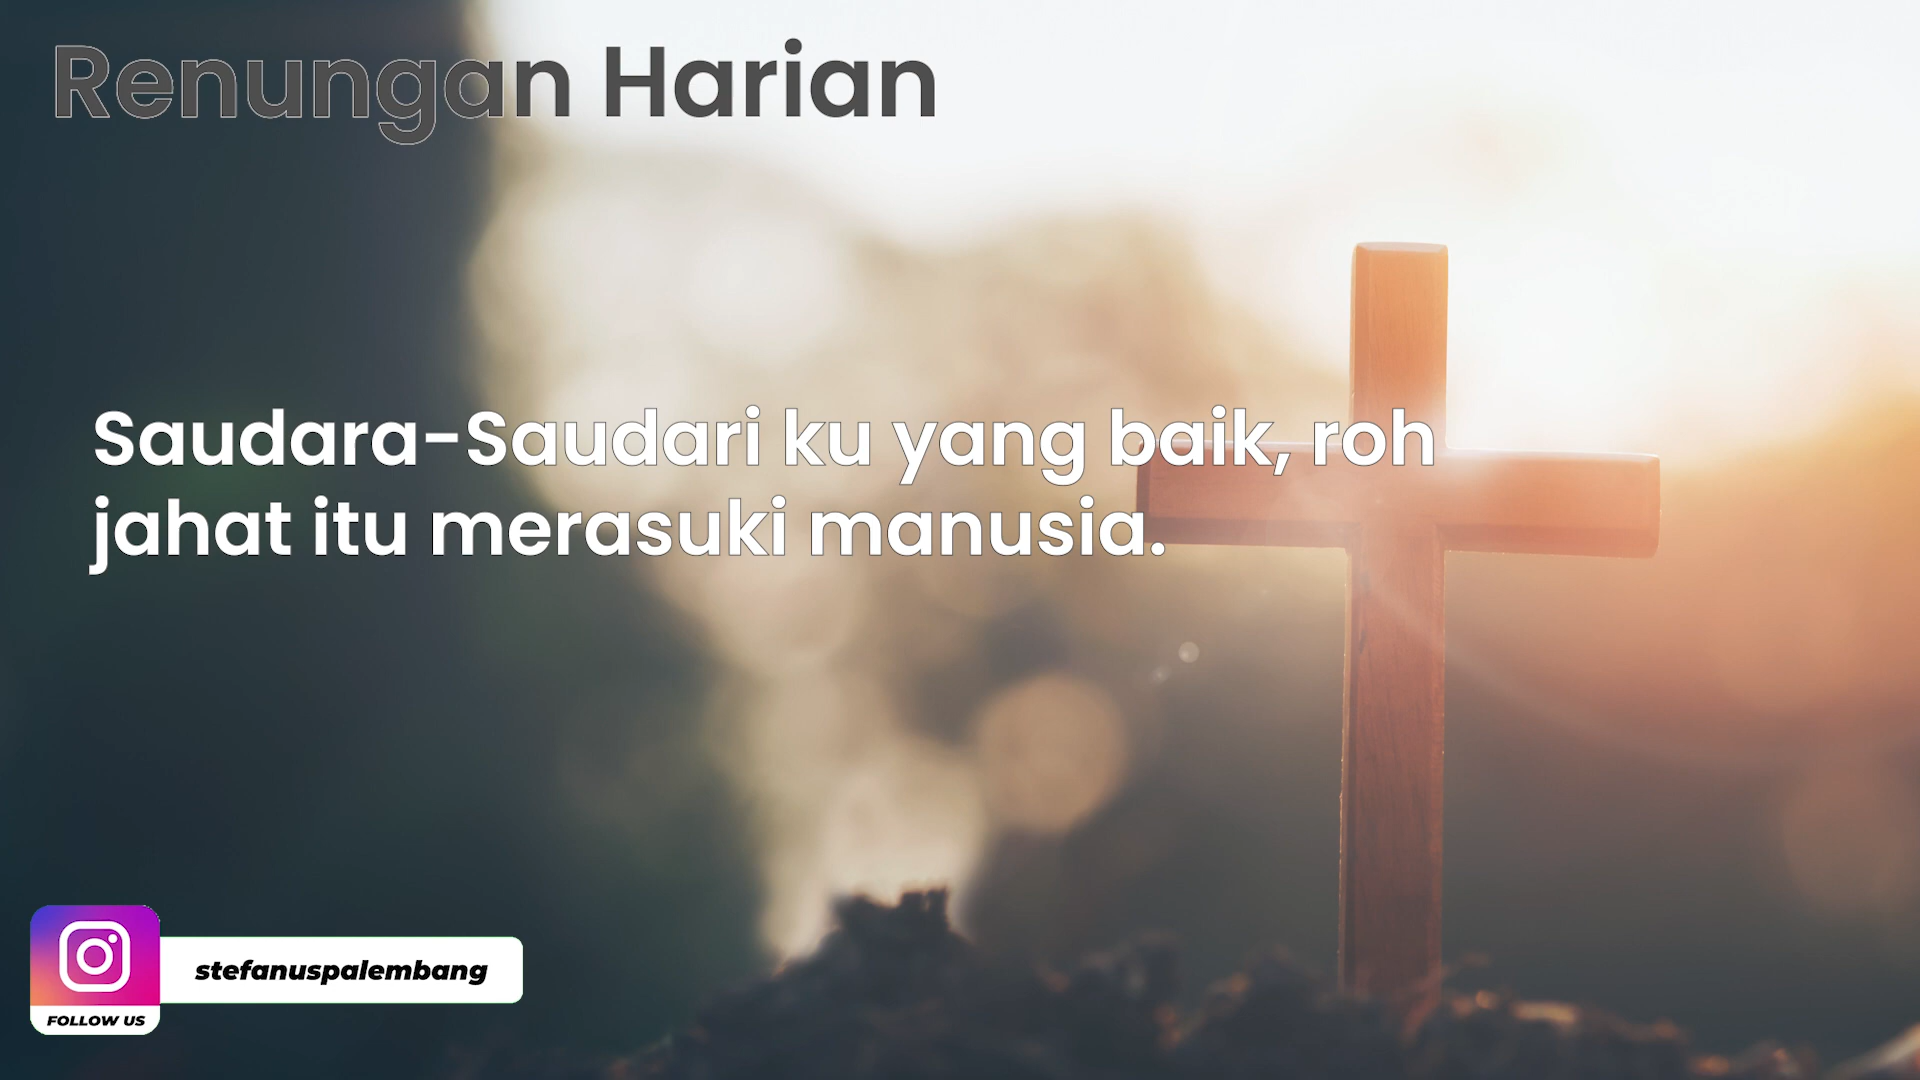 Renungan Harian
Saudara-Saudari ku yang baik, roh
jahat itu merasuki manusia.
stefanuspalembang
FOLLOW US